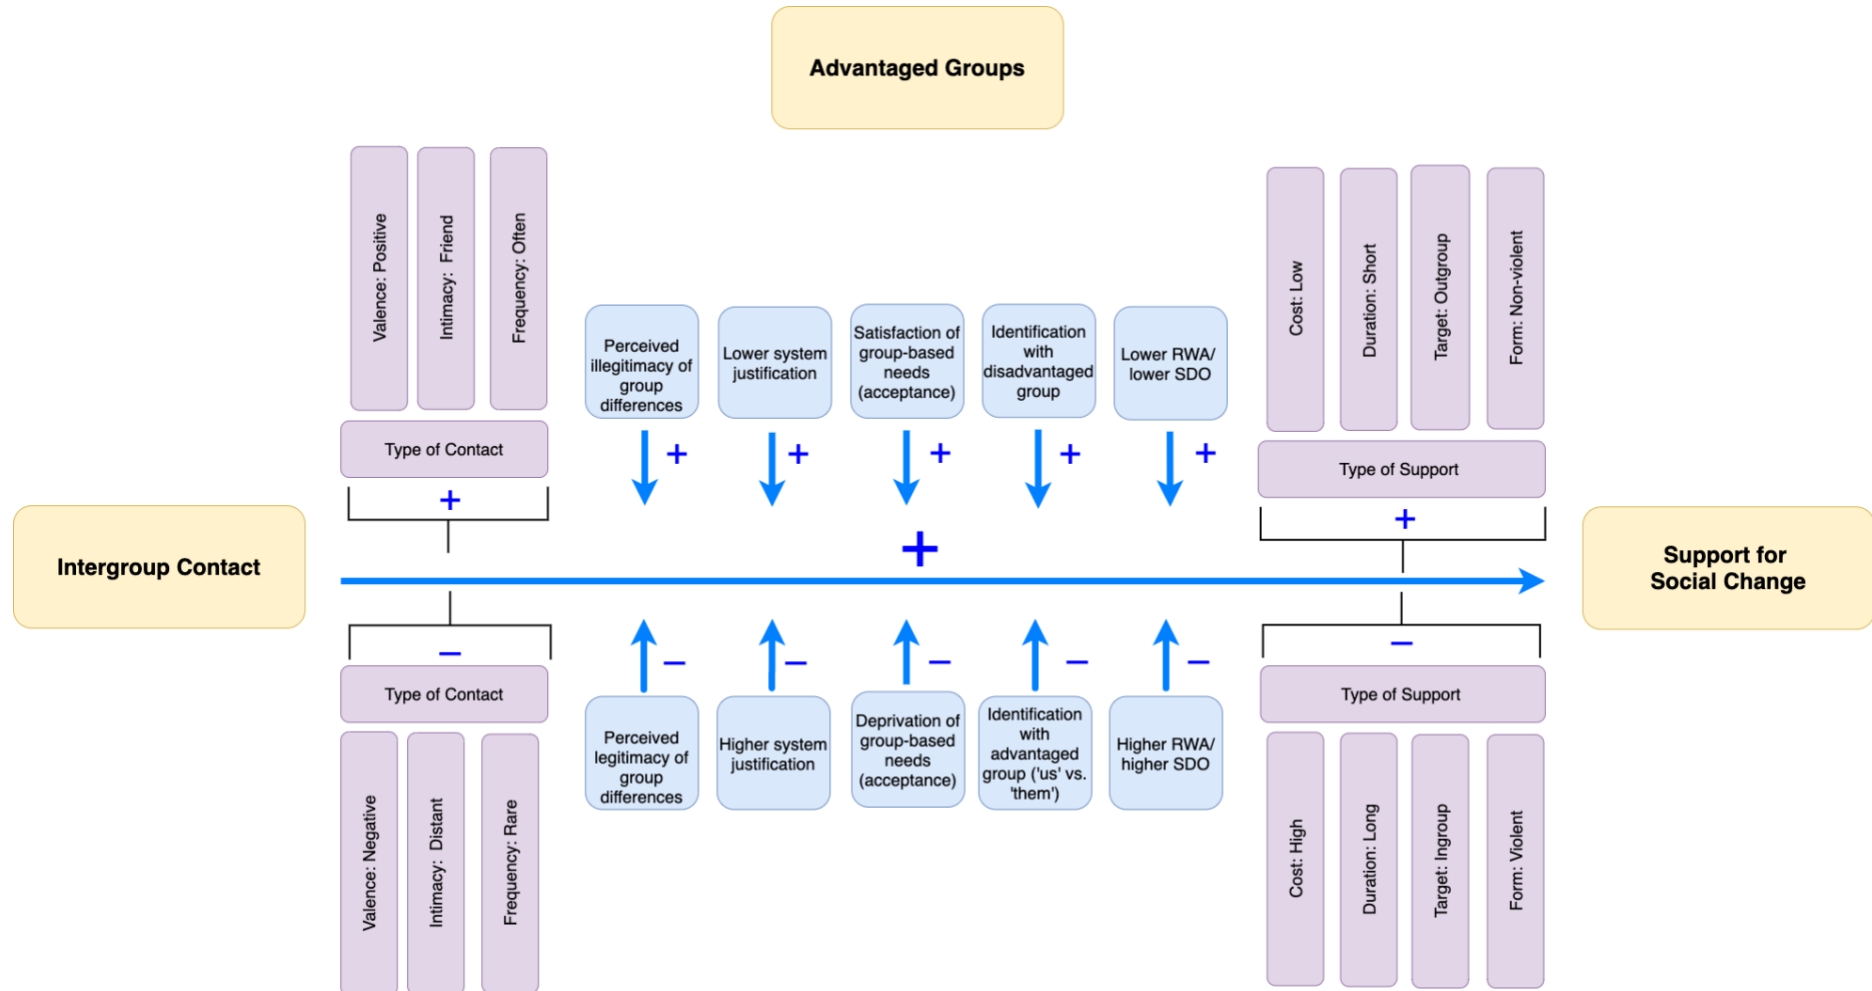 Advantaged Groups
Valence: Positive
Intimacy: Friend
Frequency: Often
Type of Contact
+
Perceived
illegitimacy of
group
differences
+
Lower system
justification
+
Satisfaction of
group-based
needs
(acceptance)
+
Identification
with
disadvantaged
group
+
Lower RWA/
lower SDO
+
Cost: Low
Duration: Short
Target: Outgroup
Form: Non-violent
Type of Support
+
Intergroup Contact
+
Support for
Social Change
–
Type of Contact
Valence: Negative
Intimacy: Distant
Frequency: Rare
–
Perceived
legitimacy of
group
differences
–
Higher system
justification
–
Deprivation of
group-based
needs
(acceptance)
–
Identification
with
advantaged
group ('us' vs.
'them')
–
Higher RWA/
higher SDO
–
Type of Support
Cost: High
Duration: Long
Target: Ingroup
Form: Violent